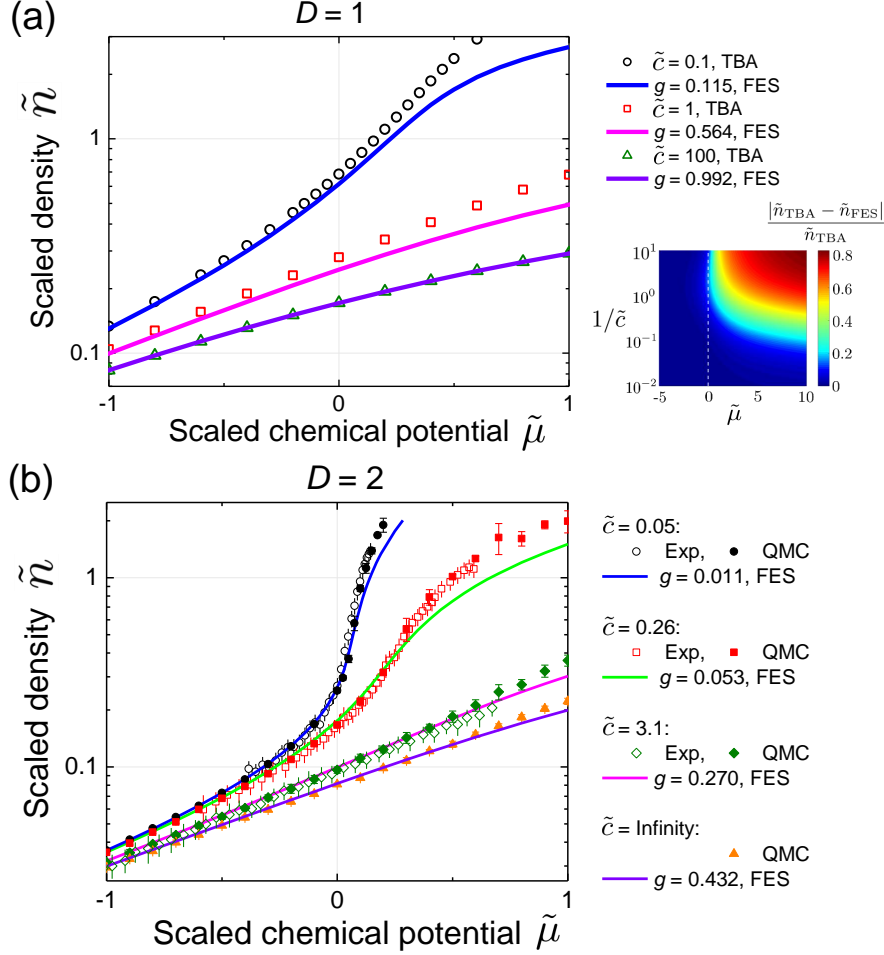 (a)
D = 1
Scaled density ñ
1
0.1
-1
0
1
Scaled chemical potential μ̃
c̃ = 0.1, TBA
g = 0.115, FES
c̃ = 1, TBA
g = 0.564, FES
c̃ = 100, TBA
g = 0.992, FES
|ñ_TBA − ñ_FES|
ñ_TBA
1/c̃
10¹
10⁰
10⁻¹
10⁻²
-5
0
5
10
μ̃
0.8
0.6
0.4
0.2
0
(b)
D = 2
Scaled density ñ
1
0.1
-1
0
1
Scaled chemical potential μ̃
c̃ = 0.05:
Exp, QMC
g = 0.011, FES
c̃ = 0.26:
Exp, QMC
g = 0.053, FES
c̃ = 3.1:
Exp, QMC
g = 0.270, FES
c̃ = Infinity:
QMC
g = 0.432, FES